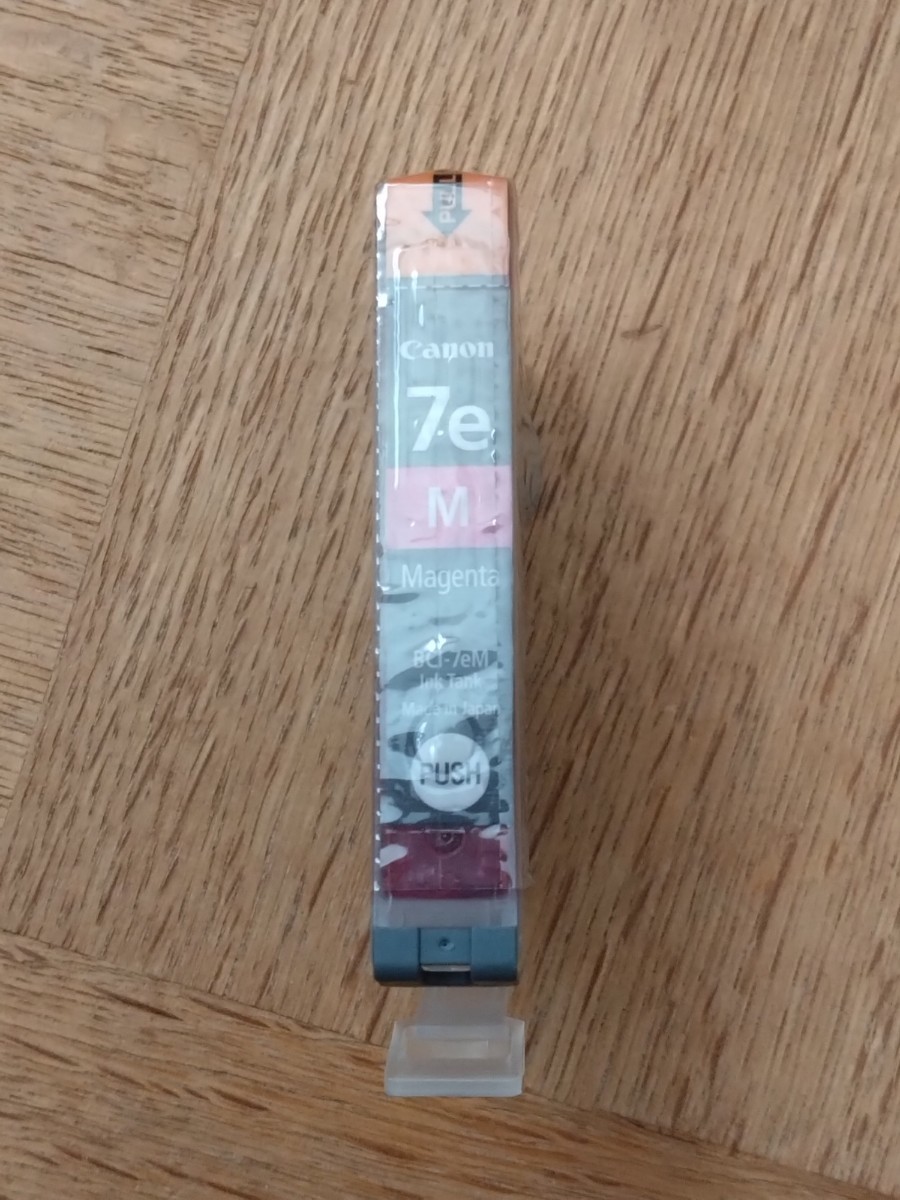 PULL
Canon
7e
M
Magenta
BCI-7eM
Ink Tank
Made in Japan
PUSH